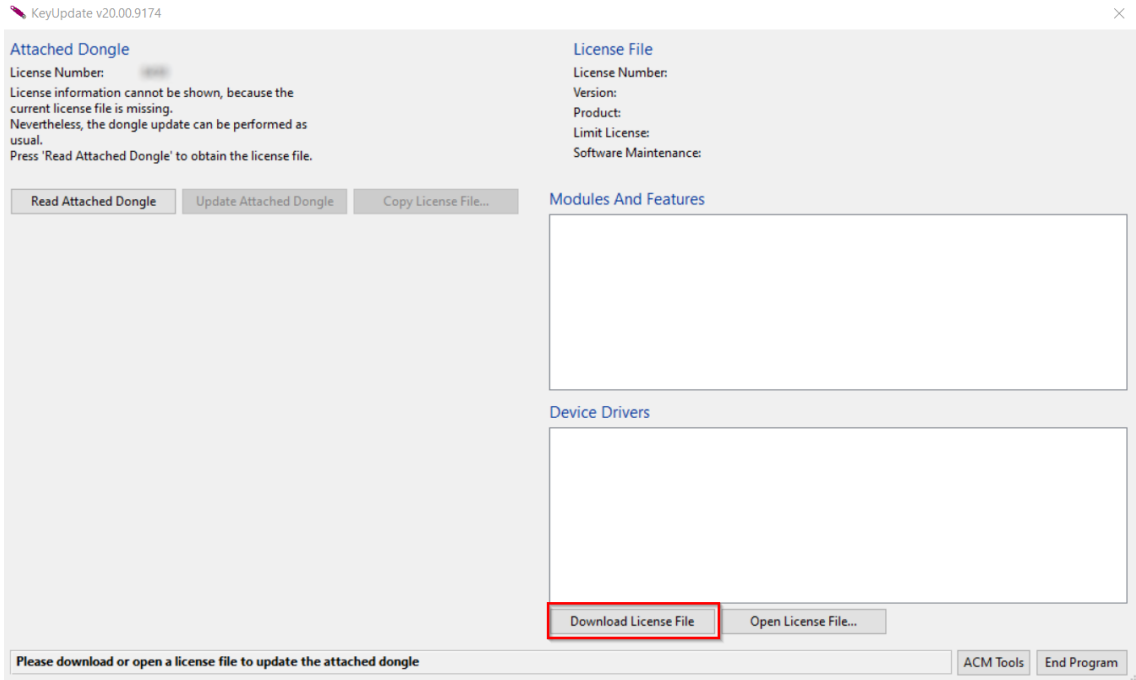 KeyUpdate v20.00.9174
Attached Dongle
License Number:
License information cannot be shown, because the
current license file is missing.
Nevertheless, the dongle update can be performed as
usual.
Press 'Read Attached Dongle' to obtain the license file.
Read Attached Dongle
Update Attached Dongle
Copy License File...
License File
License Number:
Version:
Product:
Limit License:
Software Maintenance:
Modules And Features
Device Drivers
Download License File
Open License File...
Please download or open a license file to update the attached dongle
ACM Tools
End Program